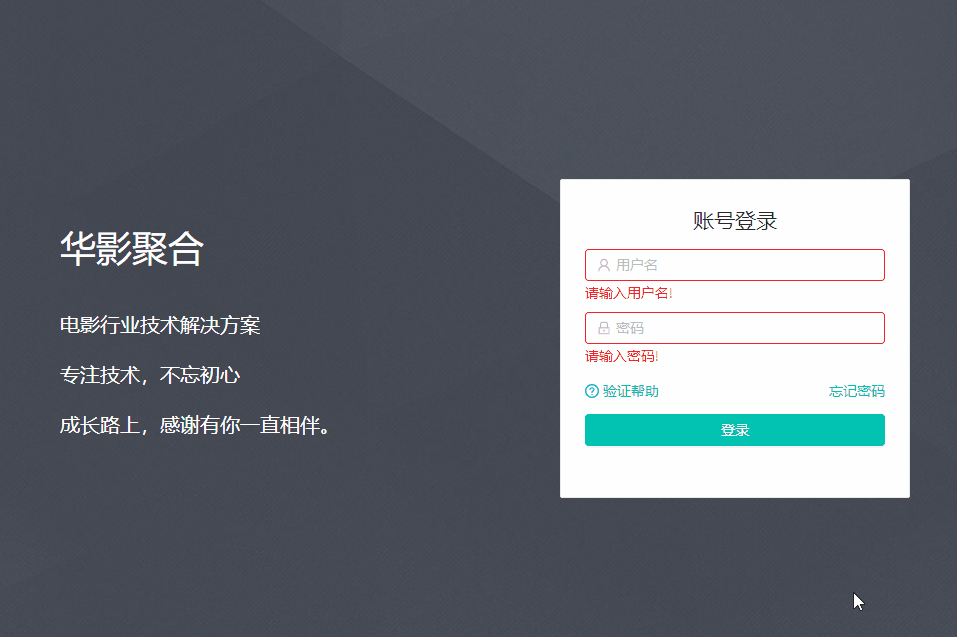 华影聚合
电影行业技术解决方案
专注技术，不忘初心
成长路上，感谢有你一直相伴。
账号登录
用户名
请输入用户名!
密码
请输入密码!
验证帮助 忘记密码
登录